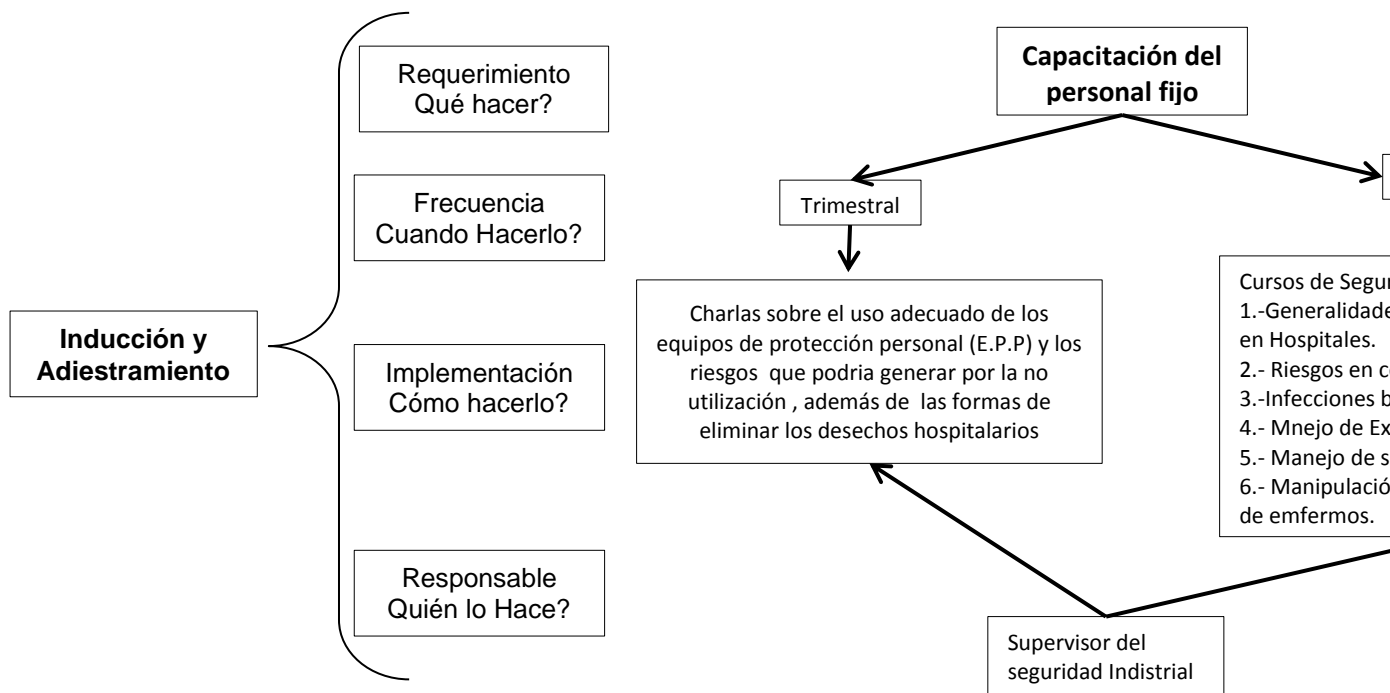 Inducción y
Adiestramiento
Requerimiento
Qué hacer?
Frecuencia
Cuando Hacerlo?
Implementación
Cómo hacerlo?
Responsable
Quién lo Hace?
Capacitación del
personal fijo
Trimestral
Charlas sobre el uso adecuado de los
equipos de protección personal (E.P.P) y los
riesgos que podria generar por la no
utilización , además de las formas de
eliminar los desechos hospitalarios
Cursos de
1.-
en Hospitales.
2.- Riesgos en
3.-Infecciones
4.- Mnejo de
5.- Manejo de
6.-
de emfermos.
Supervisor del
seguridad Indistrial